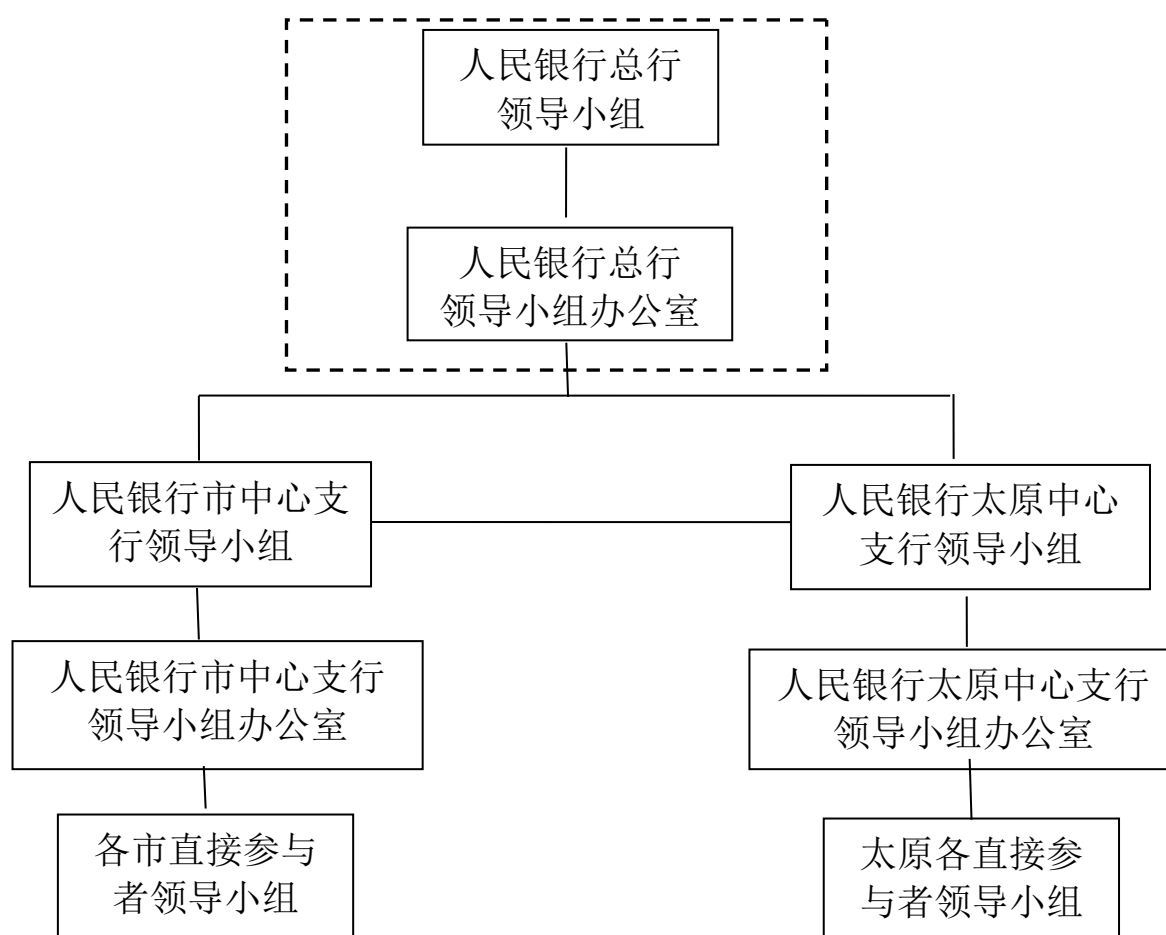 人民银行总行
领导小组
人民银行总行
领导小组办公室
人民银行市中心支
行领导小组
人民银行太原中心
支行领导小组
人民银行市中心支行
领导小组办公室
人民银行太原中心支行
领导小组办公室
各市直接参与
者领导小组
太原各直接参
与者领导小组